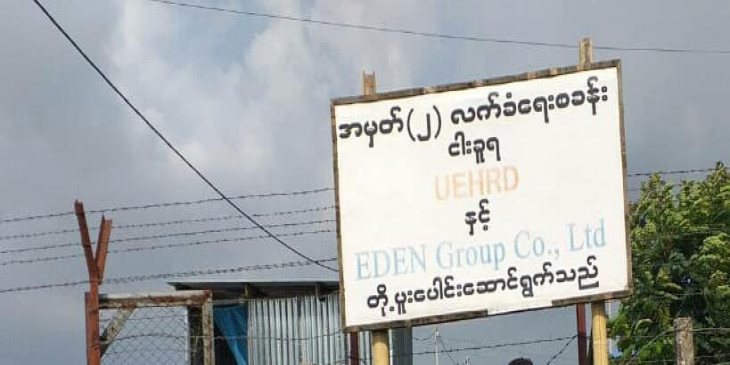 အမှတ်(၂) လက်ခံရေးစခန်း
ငါးခူရ
UEHRD
နှင့်
EDEN Group Co., Ltd
တို့ပူးပေါင်းဆောင်ရွက်သည်